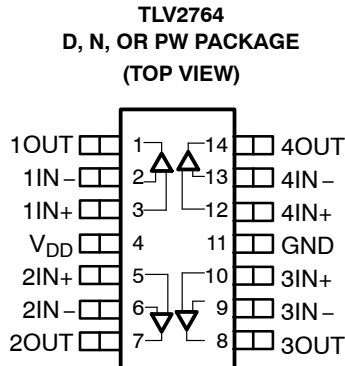 TLV2764
D, N, OR PW PACKAGE
(TOP VIEW)
1OUT 1 14 4OUT
1IN− 2 13 4IN−
1IN+ 3 12 4IN+
VDD 4 11 GND
2IN+ 5 10 3IN+
2IN− 6 9 3IN−
2OUT 7 8 3OUT